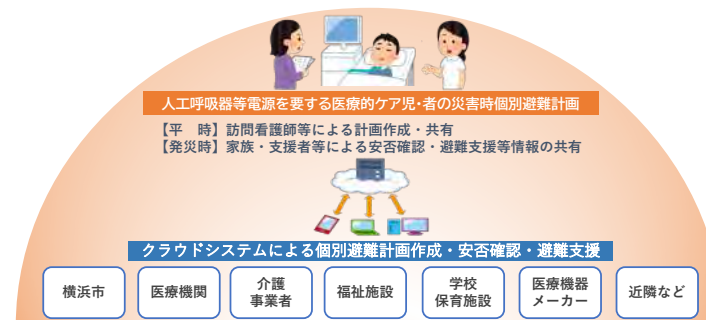 人工呼吸器等電源を要する医療的ケア児・者の災害時個別避難計画
【平　時】訪問看護師等による計画作成・共有
【発災時】家族・支援者等による安否確認・避難支援等情報の共有
クラウドシステムによる個別避難計画作成・安否確認・避難支援
横浜市
医療機関
介護
事業者
福祉施設
学校
保育施設
医療機器
メーカー
近隣など